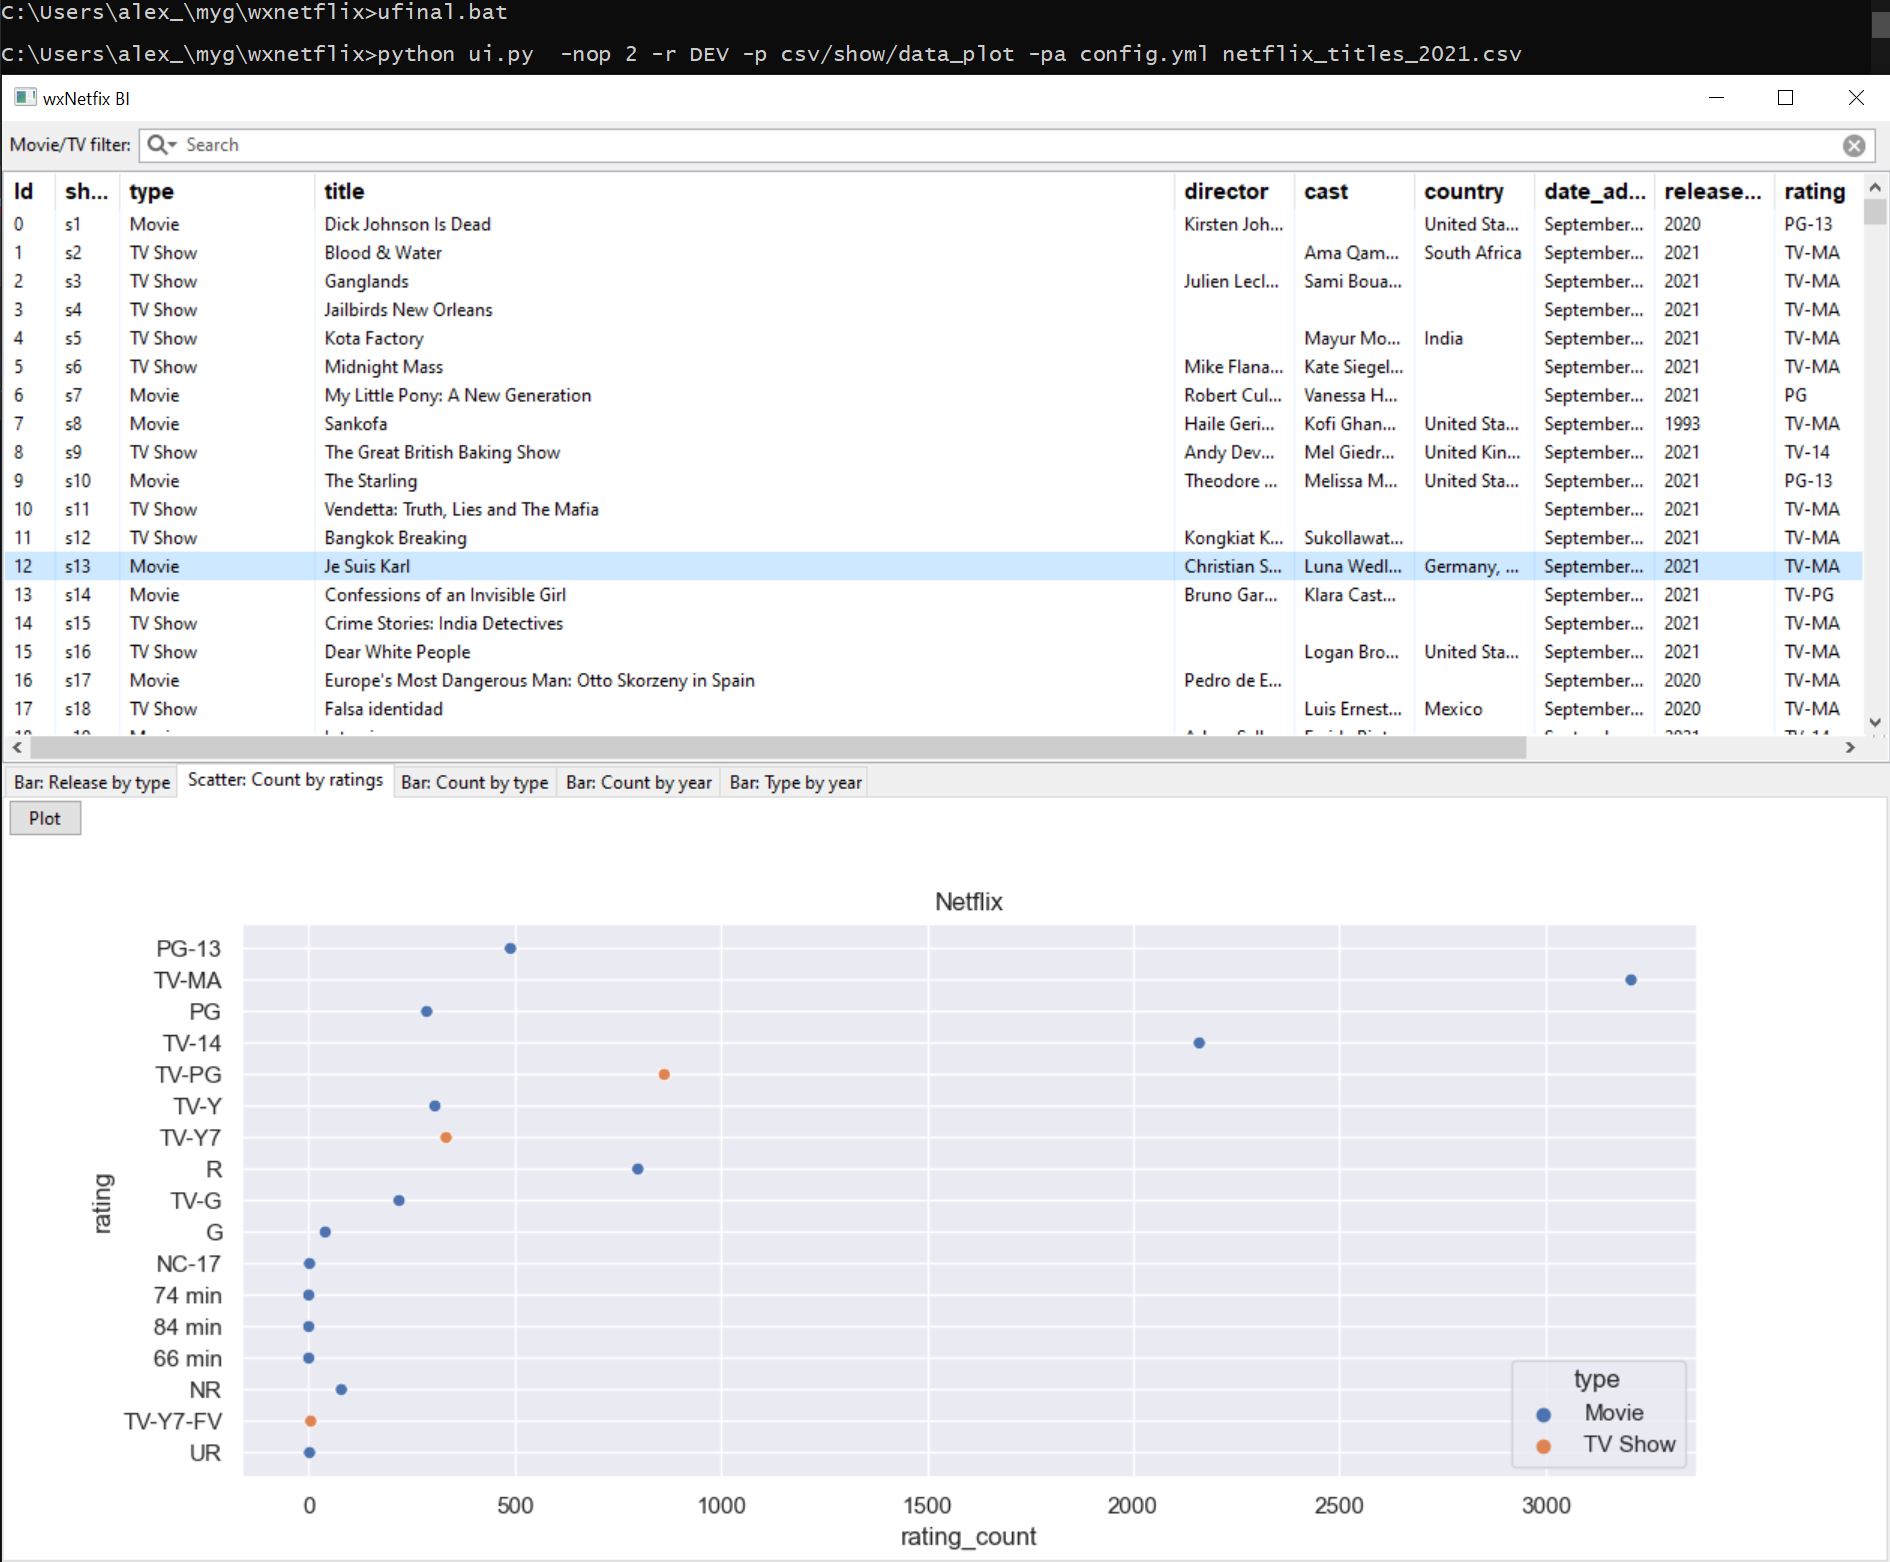 C:\Users\alex_\myg\wxnetflix>ufinal.bat
C:\Users\alex_\myg\wxnetflix>python ui.py  -nop 2 -r DEV -p csv/show/data_plot -pa config.yml netflix_titles_2021.csv
wxNetfix BI
Movie/TV filter: Search
Id sh... type title director cast country date_ad... release... rating
0 s1 Movie Dick Johnson Is Dead Kirsten Joh... United Sta... September... 2020 PG-13
1 s2 TV Show Blood & Water Ama Qam... South Africa September... 2021 TV-MA
2 s3 TV Show Ganglands Julien Lecl... Sami Boua... September... 2021 TV-MA
3 s4 TV Show Jailbirds New Orleans September... 2021 TV-MA
4 s5 TV Show Kota Factory Mayur Mo... India September... 2021 TV-MA
5 s6 TV Show Midnight Mass Mike Flana... Kate Siegel... September... 2021 TV-MA
6 s7 Movie My Little Pony: A New Generation Robert Cul... Vanessa H... September... 2021 PG
7 s8 Movie Sankofa Haile Geri... Kofi Ghan... United Sta... September... 1993 TV-MA
8 s9 TV Show The Great British Baking Show Andy Dev... Mel Giedr... United Kin... September... 2021 TV-14
9 s10 Movie The Starling Theodore ... Melissa M... United Sta... September... 2021 PG-13
10 s11 TV Show Vendetta: Truth, Lies and The Mafia September... 2021 TV-MA
11 s12 TV Show Bangkok Breaking Kongkiat K... Sukollawat... September... 2021 TV-MA
12 s13 Movie Je Suis Karl Christian S... Luna Wedl... Germany, ... September... 2021 TV-MA
13 s14 Movie Confessions of an Invisible Girl Bruno Gar... Klara Cast... September... 2021 TV-PG
14 s15 TV Show Crime Stories: India Detectives September... 2021 TV-MA
15 s16 TV Show Dear White People Logan Bro... United Sta... September... 2021 TV-MA
16 s17 Movie Europe's Most Dangerous Man: Otto Skorzeny in Spain Pedro de E... September... 2020 TV-MA
17 s18 TV Show Falsa identidad Luis Ernest... Mexico September... 2020 TV-MA
Bar: Release by type Scatter: Count by ratings Bar: Count by type Bar: Count by year Bar: Type by year
Plot
Netflix
PG-13
TV-MA
PG
TV-14
TV-PG
TV-Y
TV-Y7
R
TV-G
G
NC-17
74 min
84 min
66 min
NR
TV-Y7-FV
UR
rating
type
Movie
TV Show
0 500 1000 1500 2000 2500 3000
rating_count